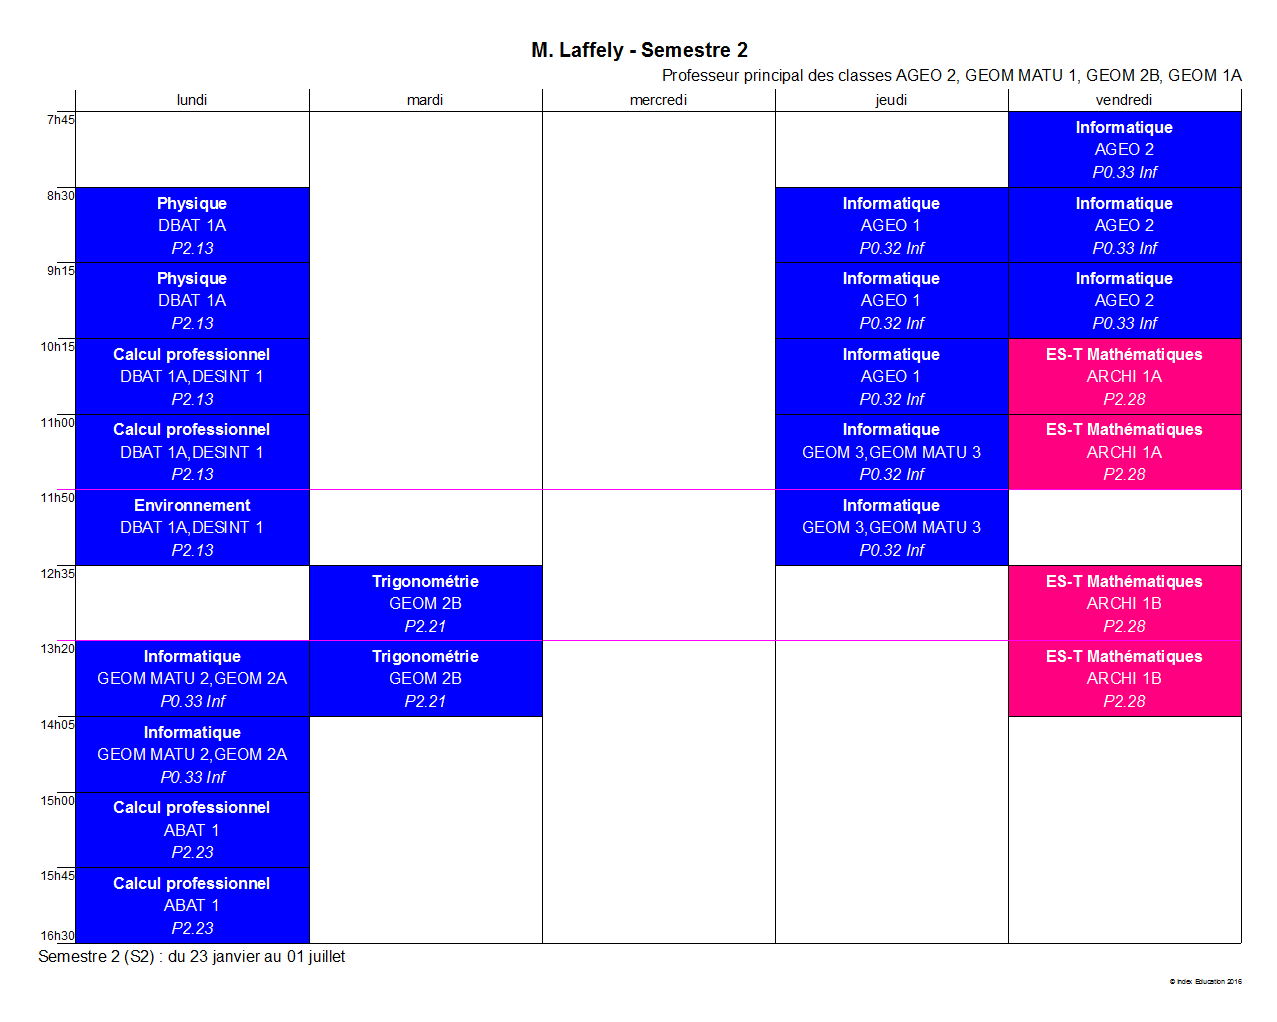 M. Laffely - Semestre 2
Professeur principal des classes AGEO 2, GEOM MATU 1, GEOM 2B, GEOM 1A
lundi mardi mercredi jeudi vendredi
7h45
Informatique
AGEO 2
P0.33 Inf
8h30
Physique Informatique Informatique
DBAT 1A AGEO 1 AGEO 2
P2.13 P0.32 Inf P0.33 Inf
9h15
Physique Informatique Informatique
DBAT 1A AGEO 1 AGEO 2
P2.13 P0.32 Inf P0.33 Inf
10h15
Calcul professionnel Informatique ES-T Mathématiques
DBAT 1A,DESINT 1 AGEO 1 ARCHI 1A
P2.13 P0.32 Inf P2.28
11h00
Calcul professionnel Informatique ES-T Mathématiques
DBAT 1A,DESINT 1 GEOM 3,GEOM MATU 3 ARCHI 1A
P2.13 P0.32 Inf P2.28
11h50
Environnement Informatique
DBAT 1A,DESINT 1 GEOM 3,GEOM MATU 3
P2.13 P0.32 Inf
12h35
Trigonométrie ES-T Mathématiques
GEOM 2B ARCHI 1B
P2.21 P2.28
13h20
Informatique Trigonométrie ES-T Mathématiques
GEOM MATU 2,GEOM 2A GEOM 2B ARCHI 1B
P0.33 Inf P2.21 P2.28
14h05
Informatique
GEOM MATU 2,GEOM 2A
P0.33 Inf
15h00
Calcul professionnel
ABAT 1
P2.23
15h45
Calcul professionnel
ABAT 1
P2.23
16h30
Semestre 2 (S2) : du 23 janvier au 01 juillet
© Index Education 2016